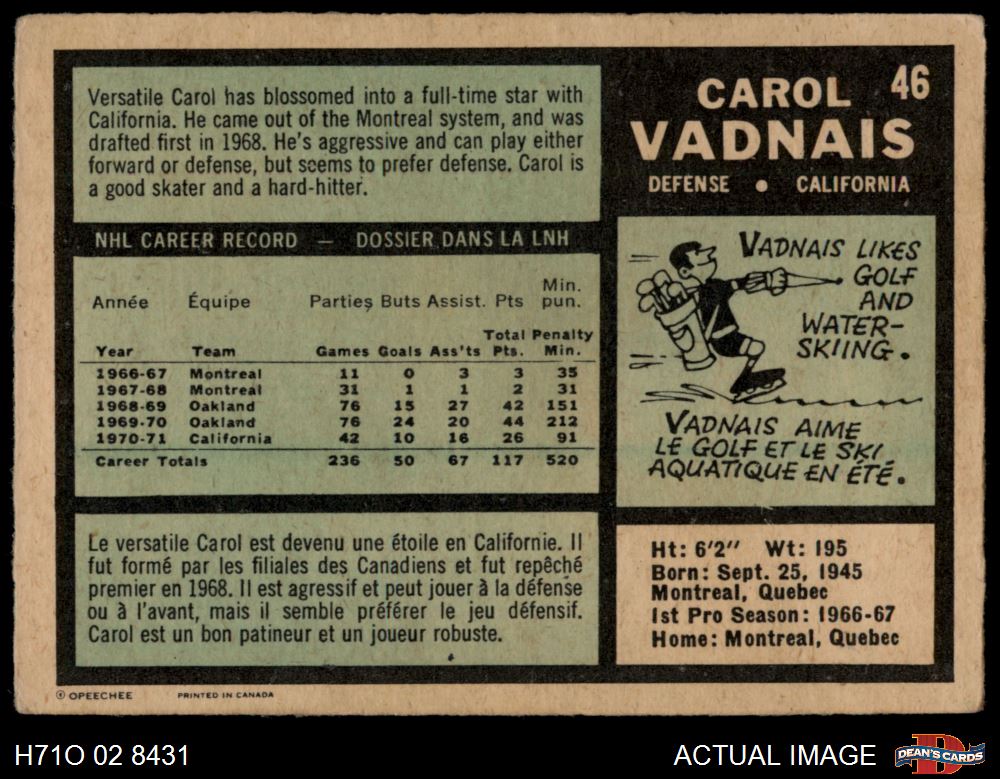 Versatile Carol has blossomed into a full-time star with
California. He came out of the Montreal system, and was
drafted first in 1968. He's aggressive and can play either
forward or defense, but seems to prefer defense. Carol is
a good skater and a hard-hitter.
CAROL 46
VADNAIS
DEFENSE • CALIFORNIA
NHL CAREER RECORD — DOSSIER DANS LA LNH
Année Équipe Parties Buts Assist. Pts Min. pun.
Year Team Games Goals Ass'ts Total Pts. Penalty Min.
1966-67 Montreal 11 0 3 3 35
1967-68 Montreal 31 1 1 2 31
1968-69 Oakland 76 15 27 42 151
1969-70 Oakland 76 24 20 44 212
1970-71 California 42 10 16 26 91
Career Totals 236 50 67 117 520
VADNAIS LIKES
GOLF
AND
WATER-
SKIING.
VADNAIS AIME
LE GOLF ET LE SKI
AQUATIQUE EN ÉTÉ.
Le versatile Carol est devenu une étoile en Californie. Il
fut formé par les filiales des Canadiens et fut repêché
premier en 1968. Il est agressif et peut jouer à la défense
ou à l'avant, mais il semble préférer le jeu défensif.
Carol est un bon patineur et un joueur robuste.
Ht: 6'2" Wt: 195
Born: Sept. 25, 1945
Montreal, Quebec
1st Pro Season: 1966-67
Home: Montreal, Quebec
© OPEECHEE PRINTED IN CANADA
H71O 02 8431
ACTUAL IMAGE
DEAN'S CARDS